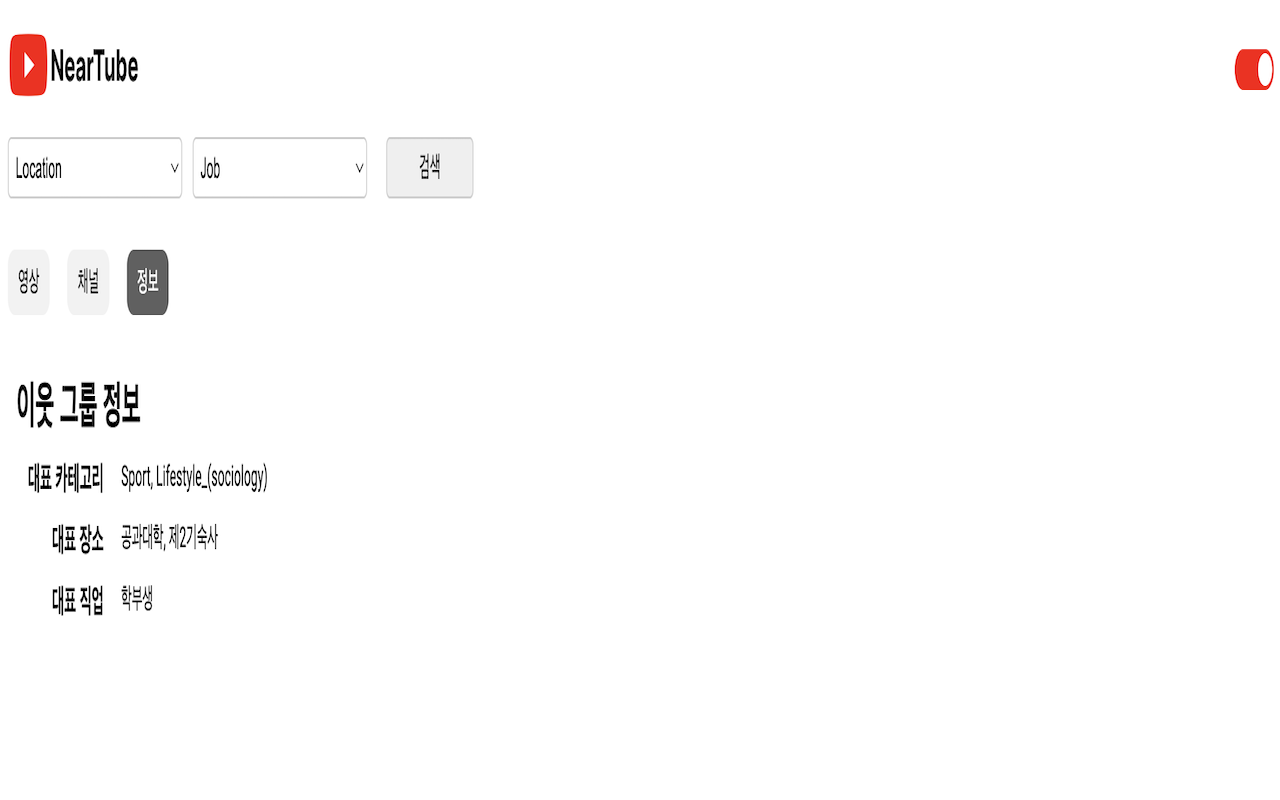 NearTube
Location Job 검색
영상 채널 정보
이웃 그룹 정보
대표 카테고리 Sport, Lifestyle_(sociology)
대표 장소 공과대학, 제2기숙사
대표 직업 학부생